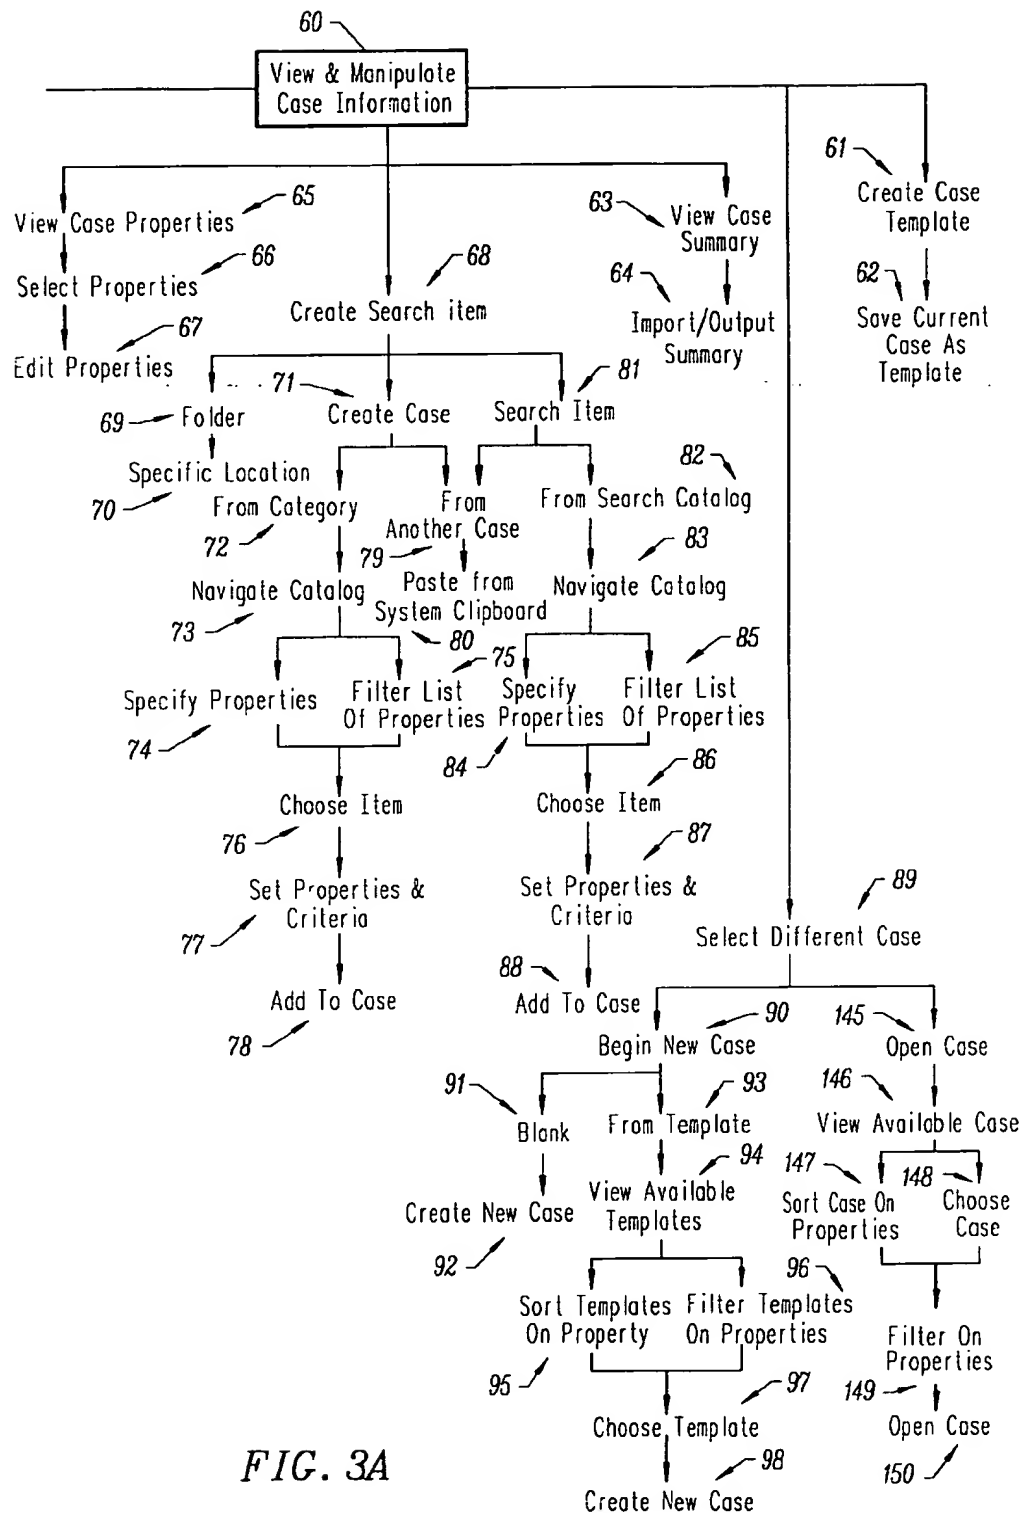 60
View & Manipulate
Case Information
61
Create Case
Template
65
View Case Properties
63
View Case
Summary
66
Select Properties
68
Create Search item
64
Import/Output
Summary
62
Save Current
Case As
Template
67
Edit Properties
71
81
69
Folder
Create Case
Search Item
Specific Location
70
82
From Category
72
From
Another Case
79
From Search Catalog
83
Navigate Catalog
73
Paste from
System Clipboard
80
Navigate Catalog
75
85
Specify Properties
74
Filter List
Of Properties
Specify
Properties
84
Filter List
Of Properties
86
Choose Item
76
Choose Item
87
Set Properties &
Criteria
77
Set Properties &
Criteria
89
Select Different Case
88
Add To Case
78
Add To Case
90
145
Begin New Case
Open Case
91
93
146
Blank
From Template
View Available Case
94
147
148
View Available
Templates
Sort Case On
Properties
Choose
Case
Create New Case
92
96
Sort Templates
On Property
Filter Templates
On Properties
Filter On
Properties
95
97
149
Choose Template
Open Case
98
150
FIG. 3A
Create New Case